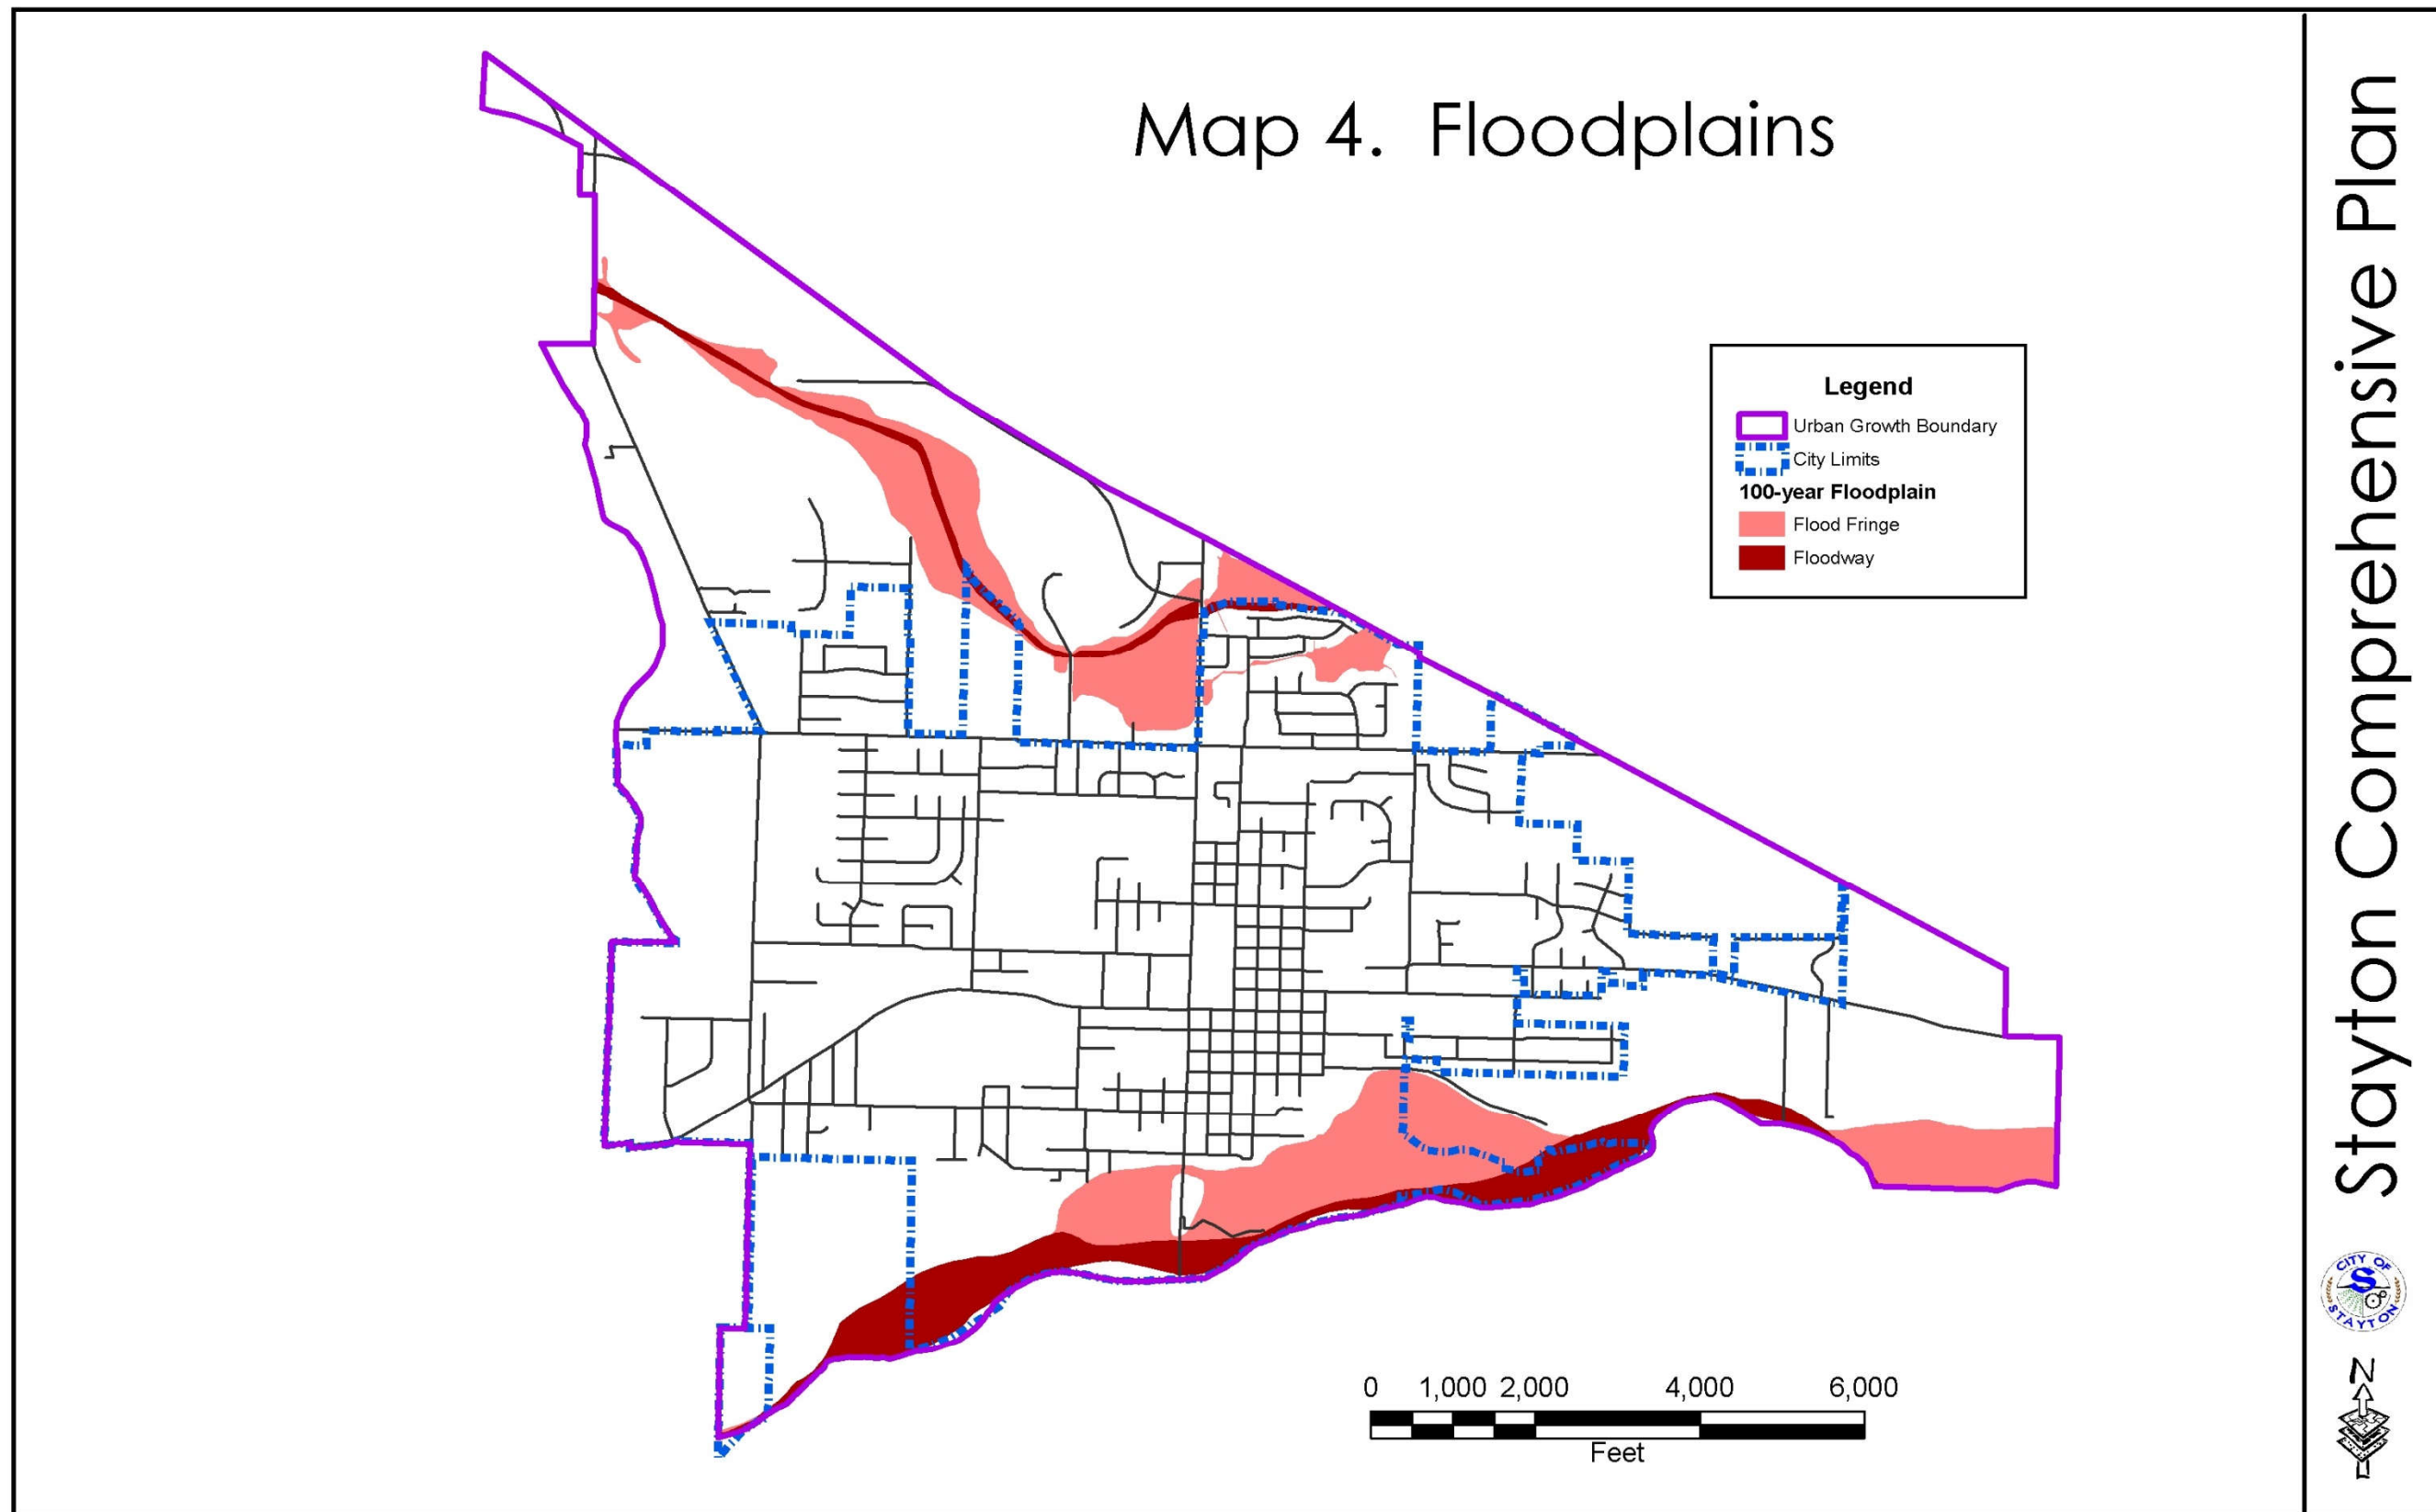 Map 4. Floodplains
Legend
Urban Growth Boundary
City Limits
100-year Floodplain
Flood Fringe
Floodway
0 1,000 2,000 4,000 6,000
Feet
Stayton Comprehensive Plan
CITY OF
S
STAYTON
N